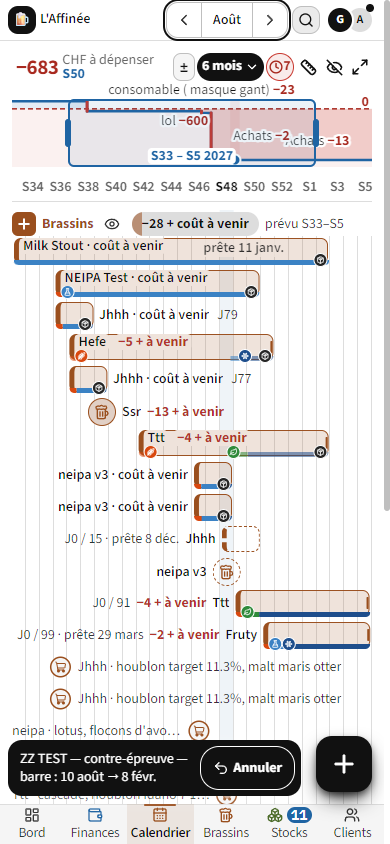 L'Affinée
Août
G A
−683 CHF à dépenser
S50
±
6 mois
7
consomable ( masque gant) −23
0
lol −600
Achats −2
Achats −13
S33 – S5 2027
S34 S36 S38 S40 S42 S44 S46 S48 S50 S52 S1 S3 S5
Brassins
−28 + coût à venir
prévu S33–S5
Milk Stout · coût à venir
prête 11 janv.
NEIPA Test · coût à venir
Jhhh · coût à venir J79
Hefe −5 + à venir
Jhhh · coût à venir J77
Ssr −13 + à venir
Ttt −4 + à venir
neipa v3 · coût à venir
neipa v3 · coût à venir
J0 / 15 · prête 8 déc. Jhhh
neipa v3
J0 / 91 −4 + à venir Ttt
J0 / 99 · prête 29 mars −2 + à venir Fruty
Jhhh · houblon target 11.3%, malt maris otter
Jhhh · houblon target 11.3%, malt maris otter
neipa · lotus, flocons d'avo…
ZZ TEST — contre-épreuve —
barre : 10 août → 8 févr.
Annuler
+
Bord
Finances
Calendrier
Brassins
Stocks
11
Clients